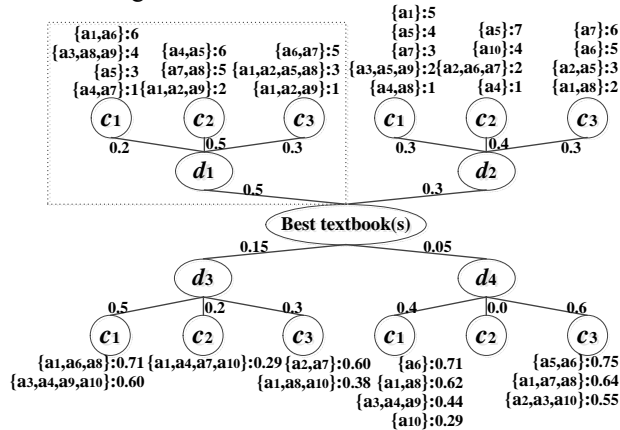 {a1,a6}:6
{a3,a8,a9}:4
{a5}:3
{a4,a7}:1
{a4,a5}:6
{a7,a8}:5
{a1,a2,a9}:2
{a6,a7}:5
{a1,a2,a5,a8}:3
{a1,a2,a9}:1
{a1}:5
{a5}:4
{a7}:3
{a3,a5,a9}:2
{a4,a8}:1
{a5}:7
{a10}:4
{a2,a6,a7}:2
{a4}:1
{a7}:6
{a6}:5
{a2,a5}:3
{a1,a8}:2
c1 c2 c3 c1 c2 c3
0.2 0.5 0.3 0.3 0.4 0.3
d1 d2
0.5 0.3
Best textbook(s)
0.15 0.05
d3 d4
0.5 0.2 0.3 0.4 0.0 0.6
c1 c2 c3 c1 c2 c3
{a1,a6,a8}:0.71
{a3,a4,a9,a10}:0.60
{a1,a4,a7,a10}:0.29
{a2,a7}:0.60
{a1,a8,a10}:0.38
{a6}:0.71
{a1,a8}:0.62
{a3,a4,a9}:0.44
{a10}:0.29
{a5,a6}:0.75
{a1,a7,a8}:0.64
{a2,a3,a10}:0.55